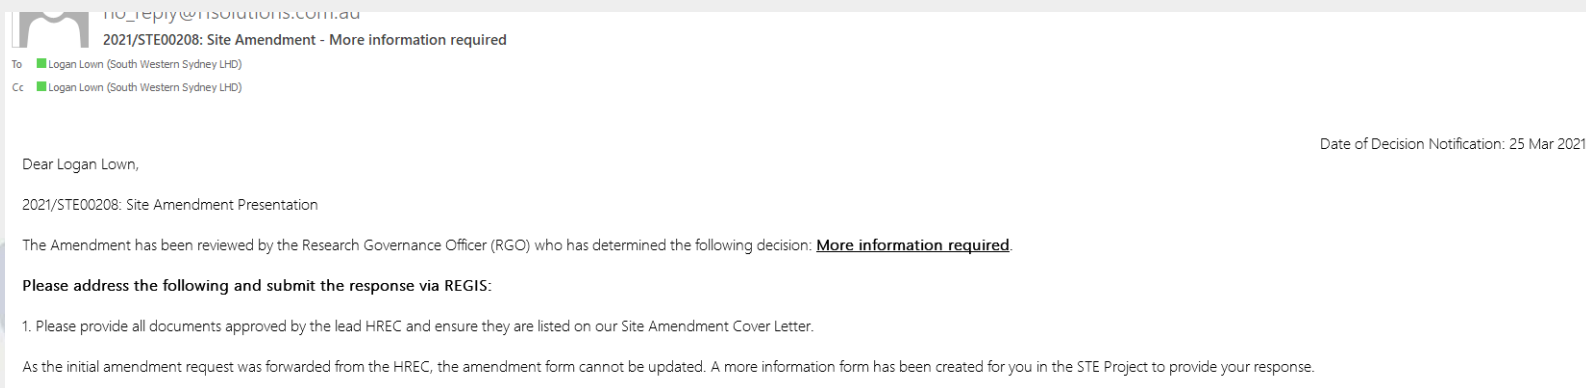 no_reply@f1solutions.com.au
2021/STE00208: Site Amendment - More information required
To Logan Lown (South Western Sydney LHD)
Cc Logan Lown (South Western Sydney LHD)
Date of Decision Notification: 25 Mar 2021
Dear Logan Lown,
2021/STE00208: Site Amendment Presentation
The Amendment has been reviewed by the Research Governance Officer (RGO) who has determined the following decision: More information required.
Please address the following and submit the response via REGIS:
1. Please provide all documents approved by the lead HREC and ensure they are listed on our Site Amendment Cover Letter.
As the initial amendment request was forwarded from the HREC, the amendment form cannot be updated. A more information form has been created for you in the STE Project to provide your response.